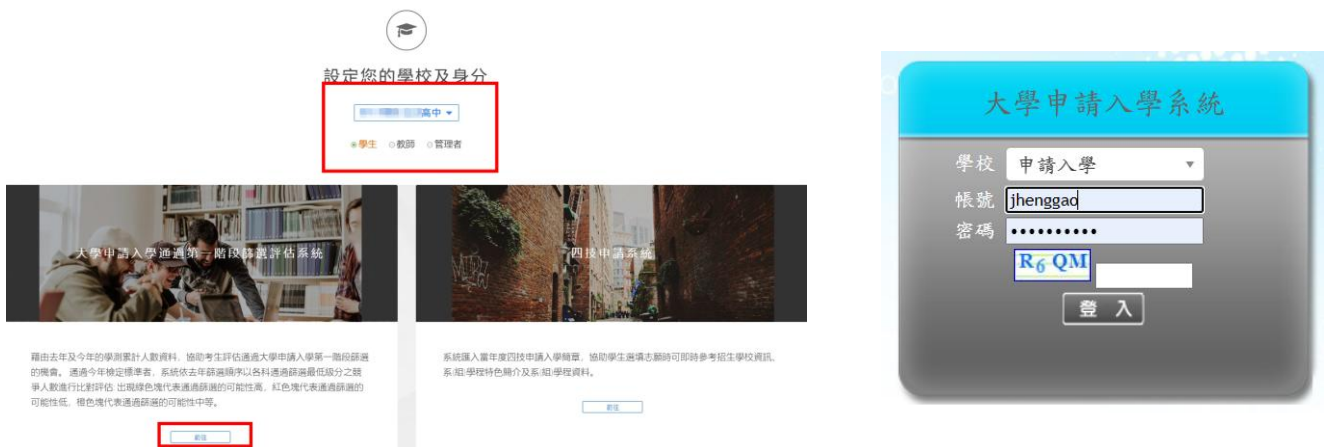 設定您的學校及身分
高中
學生 教師 管理者
大學申請入學通過第一階段篩選評估系統
藉由去年及今年的學測累計人數資料，協助考生評估通過大學申請入學第一階段篩選
的機會。 通過今年檢定標準者，系統依去年篩選順序以各科通過篩選最低級分之競
爭人數進行比對評估 出現綠色塊代表通過篩選的可能性高，紅色塊代表通過篩選的
可能性低，橙色塊代表通過篩選的可能性中等。
前往
四技申請系統
系統匯入當年度四技申請入學簡章，協助學生選填志願時可即時參考招生學校資訊、
系.組.學程特色簡介及系.組.學程資料。
前往
大學申請入學系統
學校 申請入學
帳號 jhenggao
密碼 ••••••••••
R6 QM
登 入